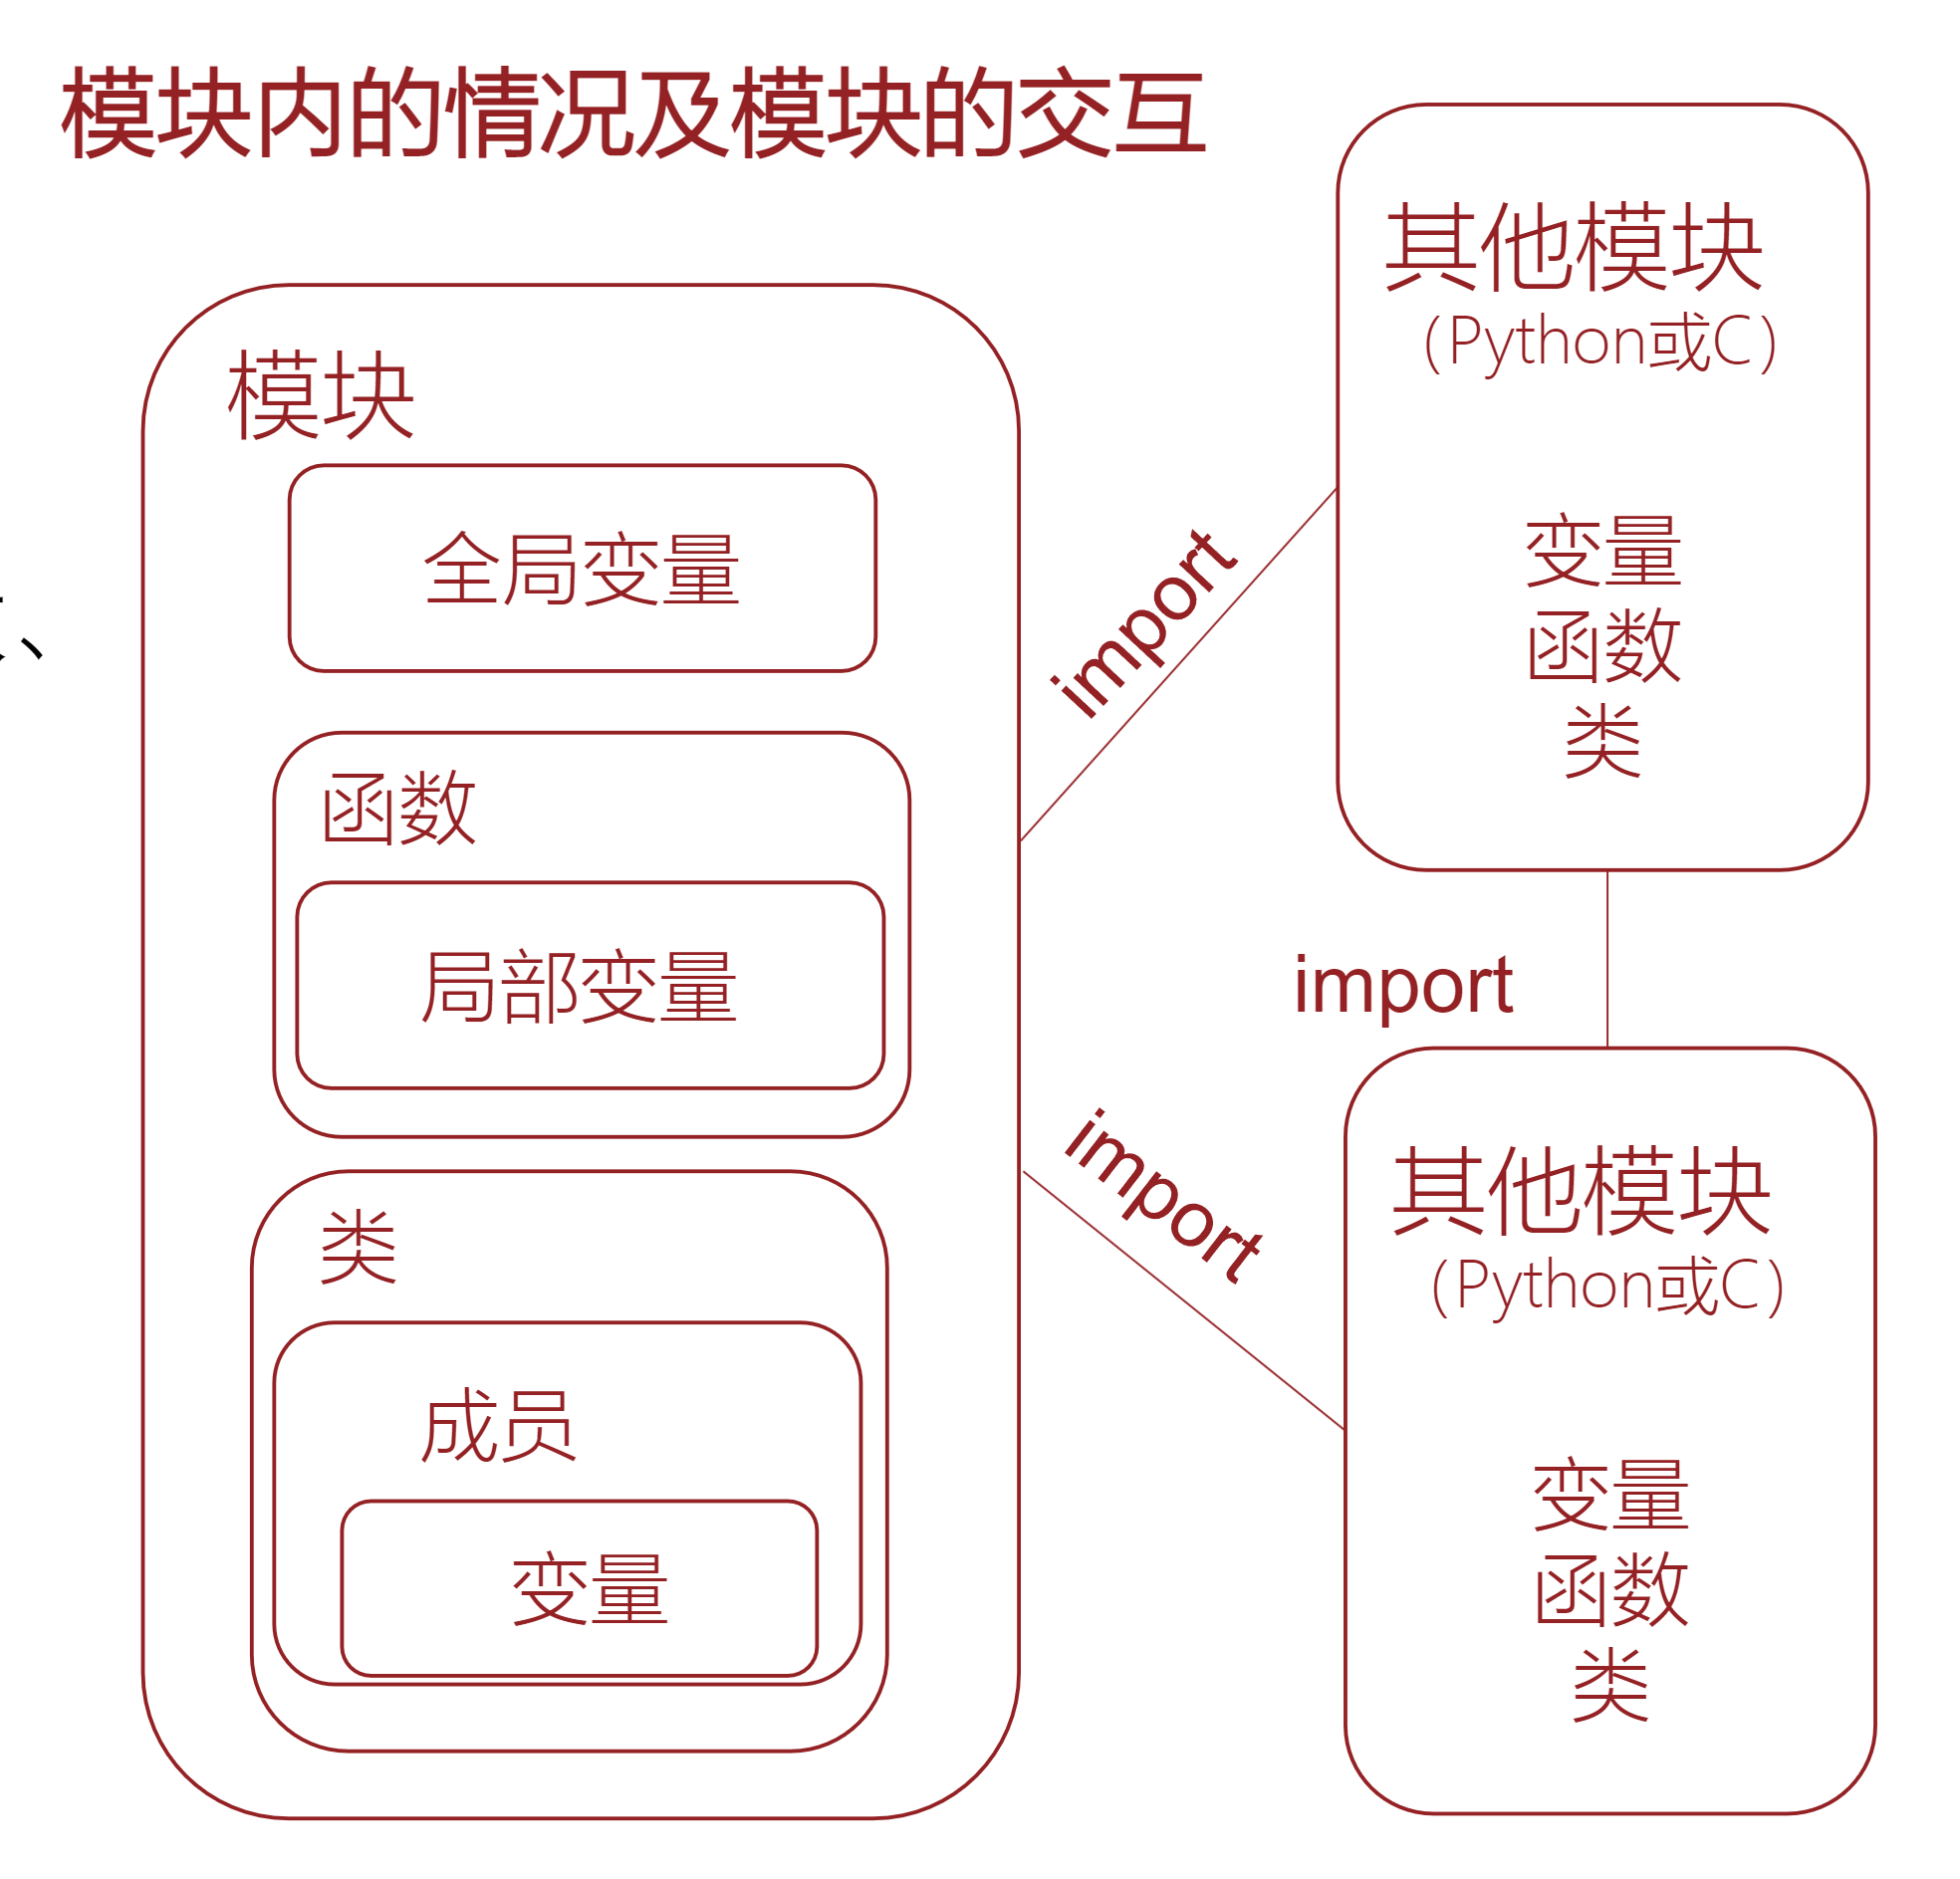 模块内的情况及模块的交互
模块
全局变量
函数
局部变量
类
成员
变量
import
import
import
其他模块
(Python或C)
变量
函数
类
其他模块
(Python或C)
变量
函数
类